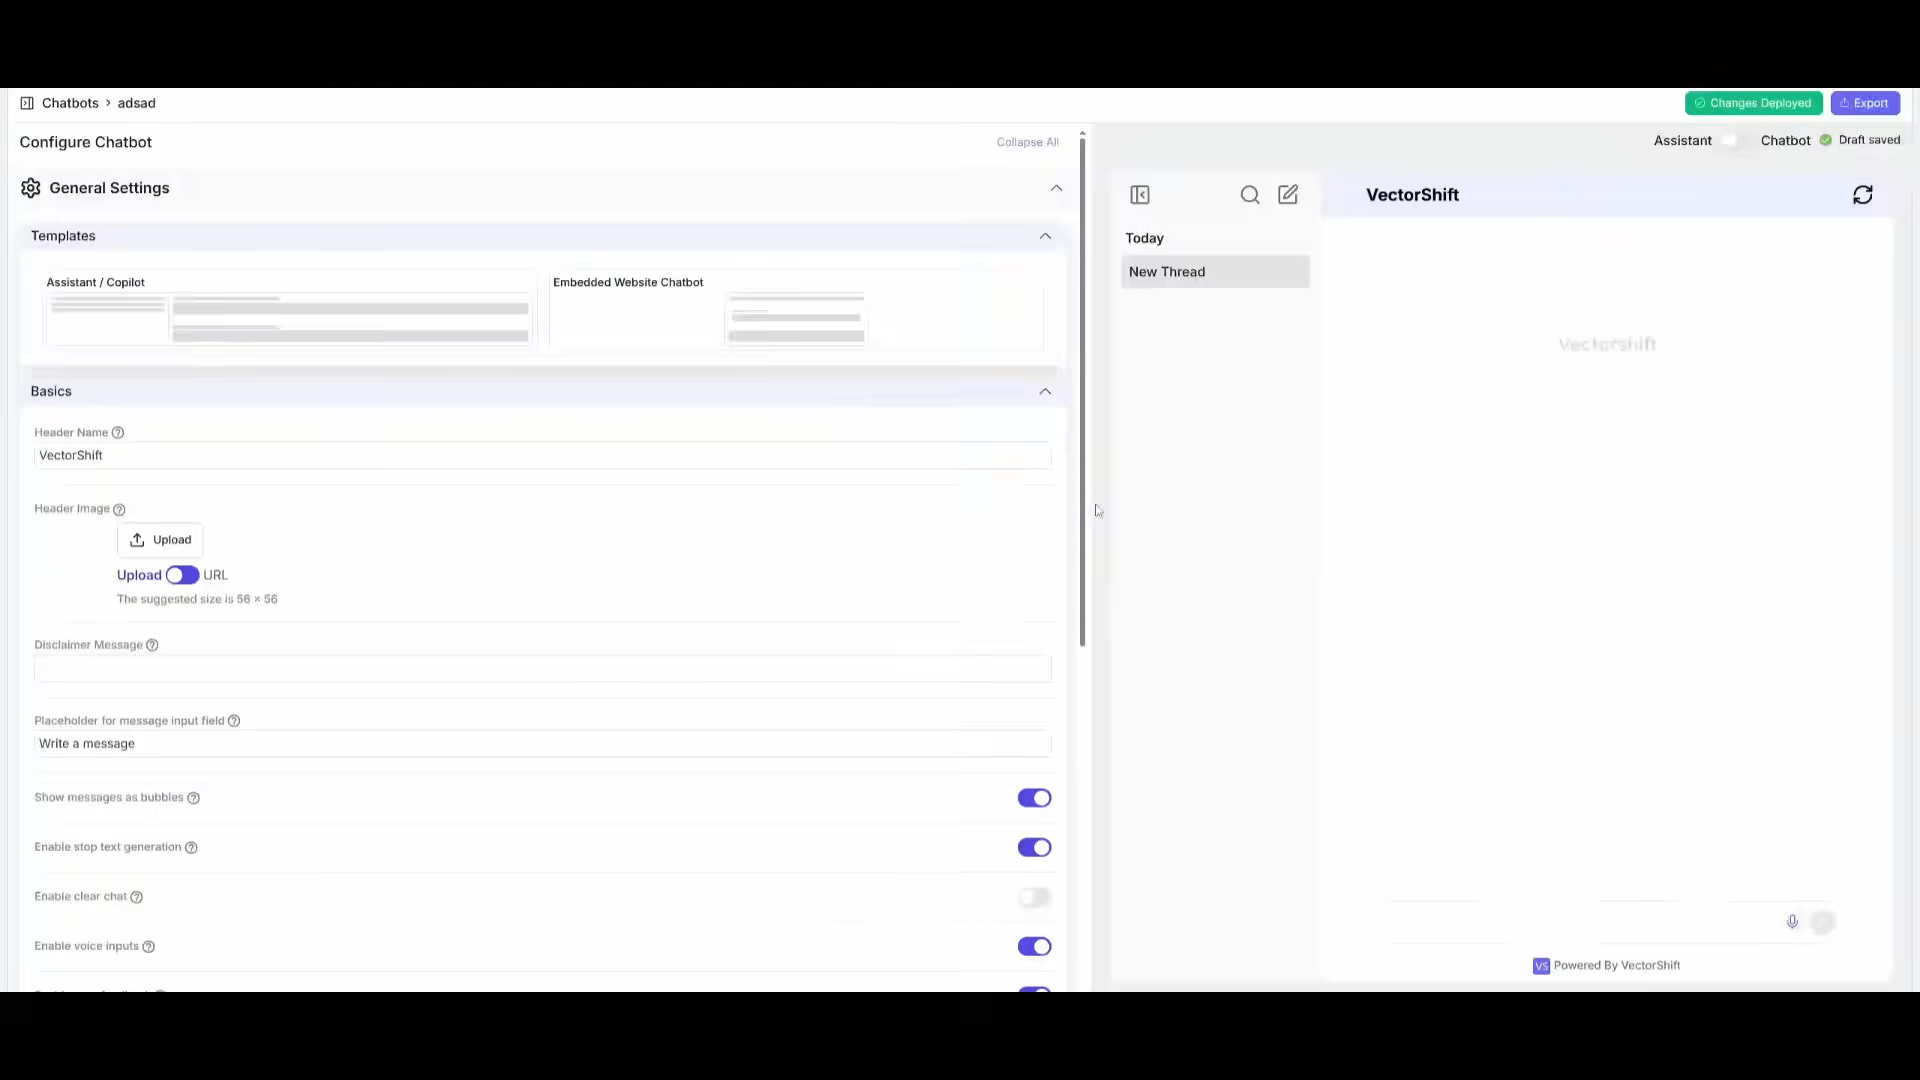 Chatbots > adsad
Changes Deployed
Export
Configure Chatbot
Collapse All
Assistant
Chatbot
Draft saved
General Settings
Templates
Assistant / Copilot
Embedded Website Chatbot
Basics
Header Name
VectorShift
Header Image
Upload
Upload URL
The suggested size is 56 × 56
Disclaimer Message
Placeholder for message input field
Write a message
Show messages as bubbles
Enable stop text generation
Enable clear chat
Enable voice inputs
VectorShift
Today
New Thread
Vectorshift
VS Powered By VectorShift